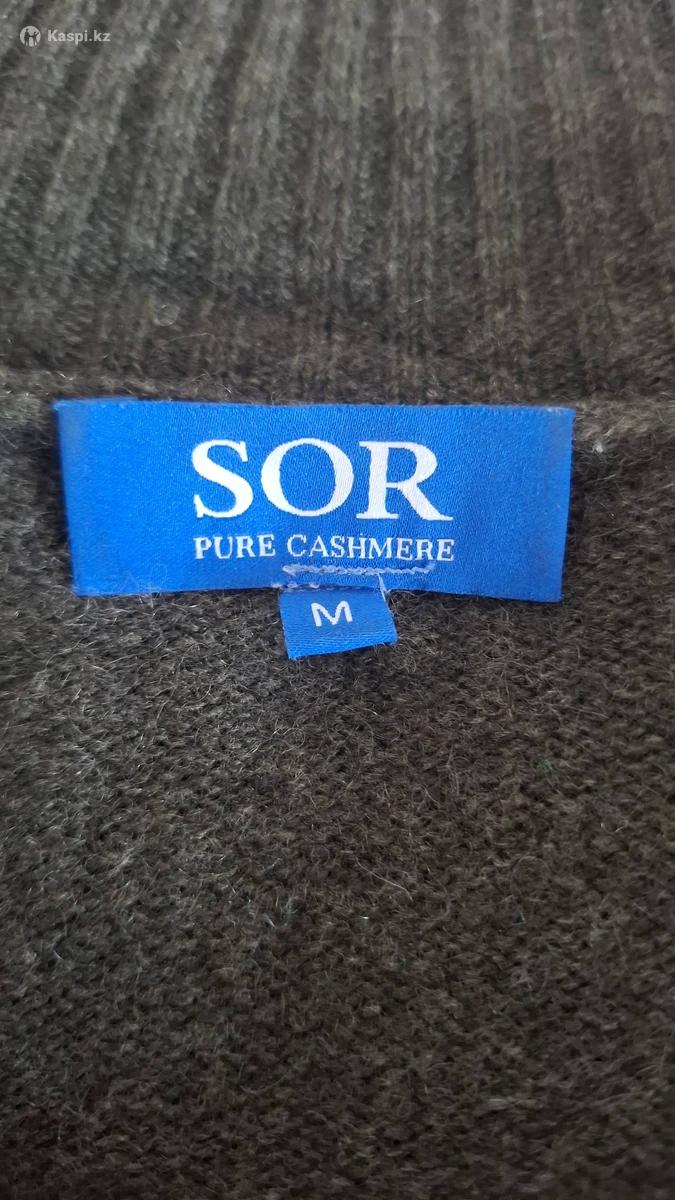 Kaspi.kz
SOR
PURE CASHMERE
M